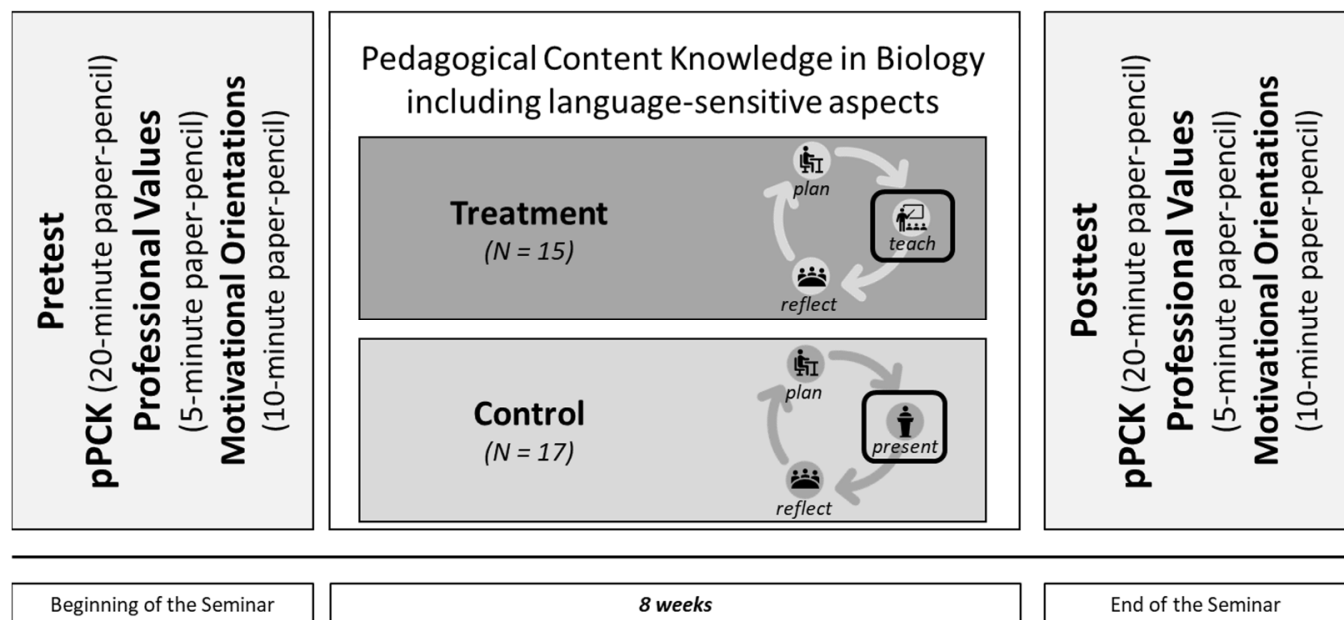 Pretest
pPCK (20-minute paper-pencil)
Professional Values
(5-minute paper-pencil)
Motivational Orientations
(10-minute paper-pencil)
Pedagogical Content Knowledge in Biology
including language-sensitive aspects
Treatment
(N = 15)
plan
teach
reflect
Control
(N = 17)
plan
present
reflect
Posttest
pPCK (20-minute paper-pencil)
Professional Values
(5-minute paper-pencil)
Motivational Orientations
(10-minute paper-pencil)
Beginning of the Seminar
8 weeks
End of the Seminar